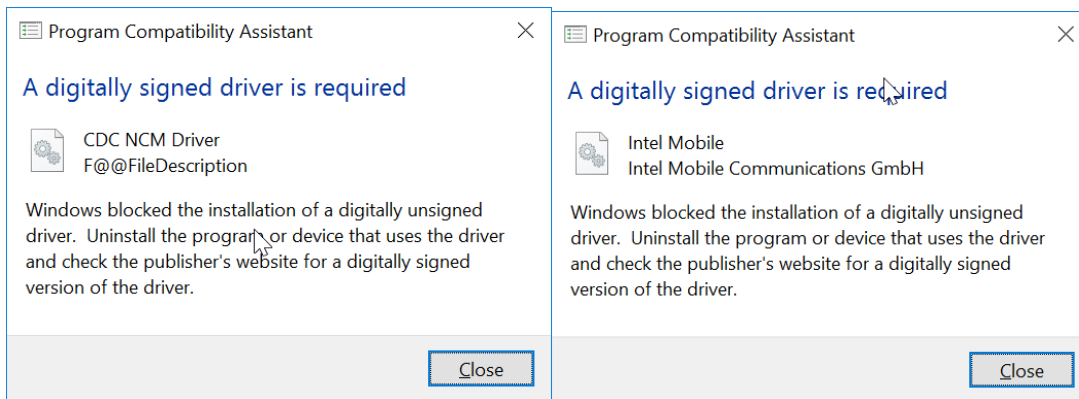 Program Compatibility Assistant
A digitally signed driver is required
CDC NCM Driver
F@@FileDescription
Windows blocked the installation of a digitally unsigned
driver.  Uninstall the program or device that uses the driver
and check the publisher's website for a digitally signed
version of the driver.
Close
Program Compatibility Assistant
A digitally signed driver is required
Intel Mobile
Intel Mobile Communications GmbH
Windows blocked the installation of a digitally unsigned
driver.  Uninstall the program or device that uses the driver
and check the publisher's website for a digitally signed
version of the driver.
Close